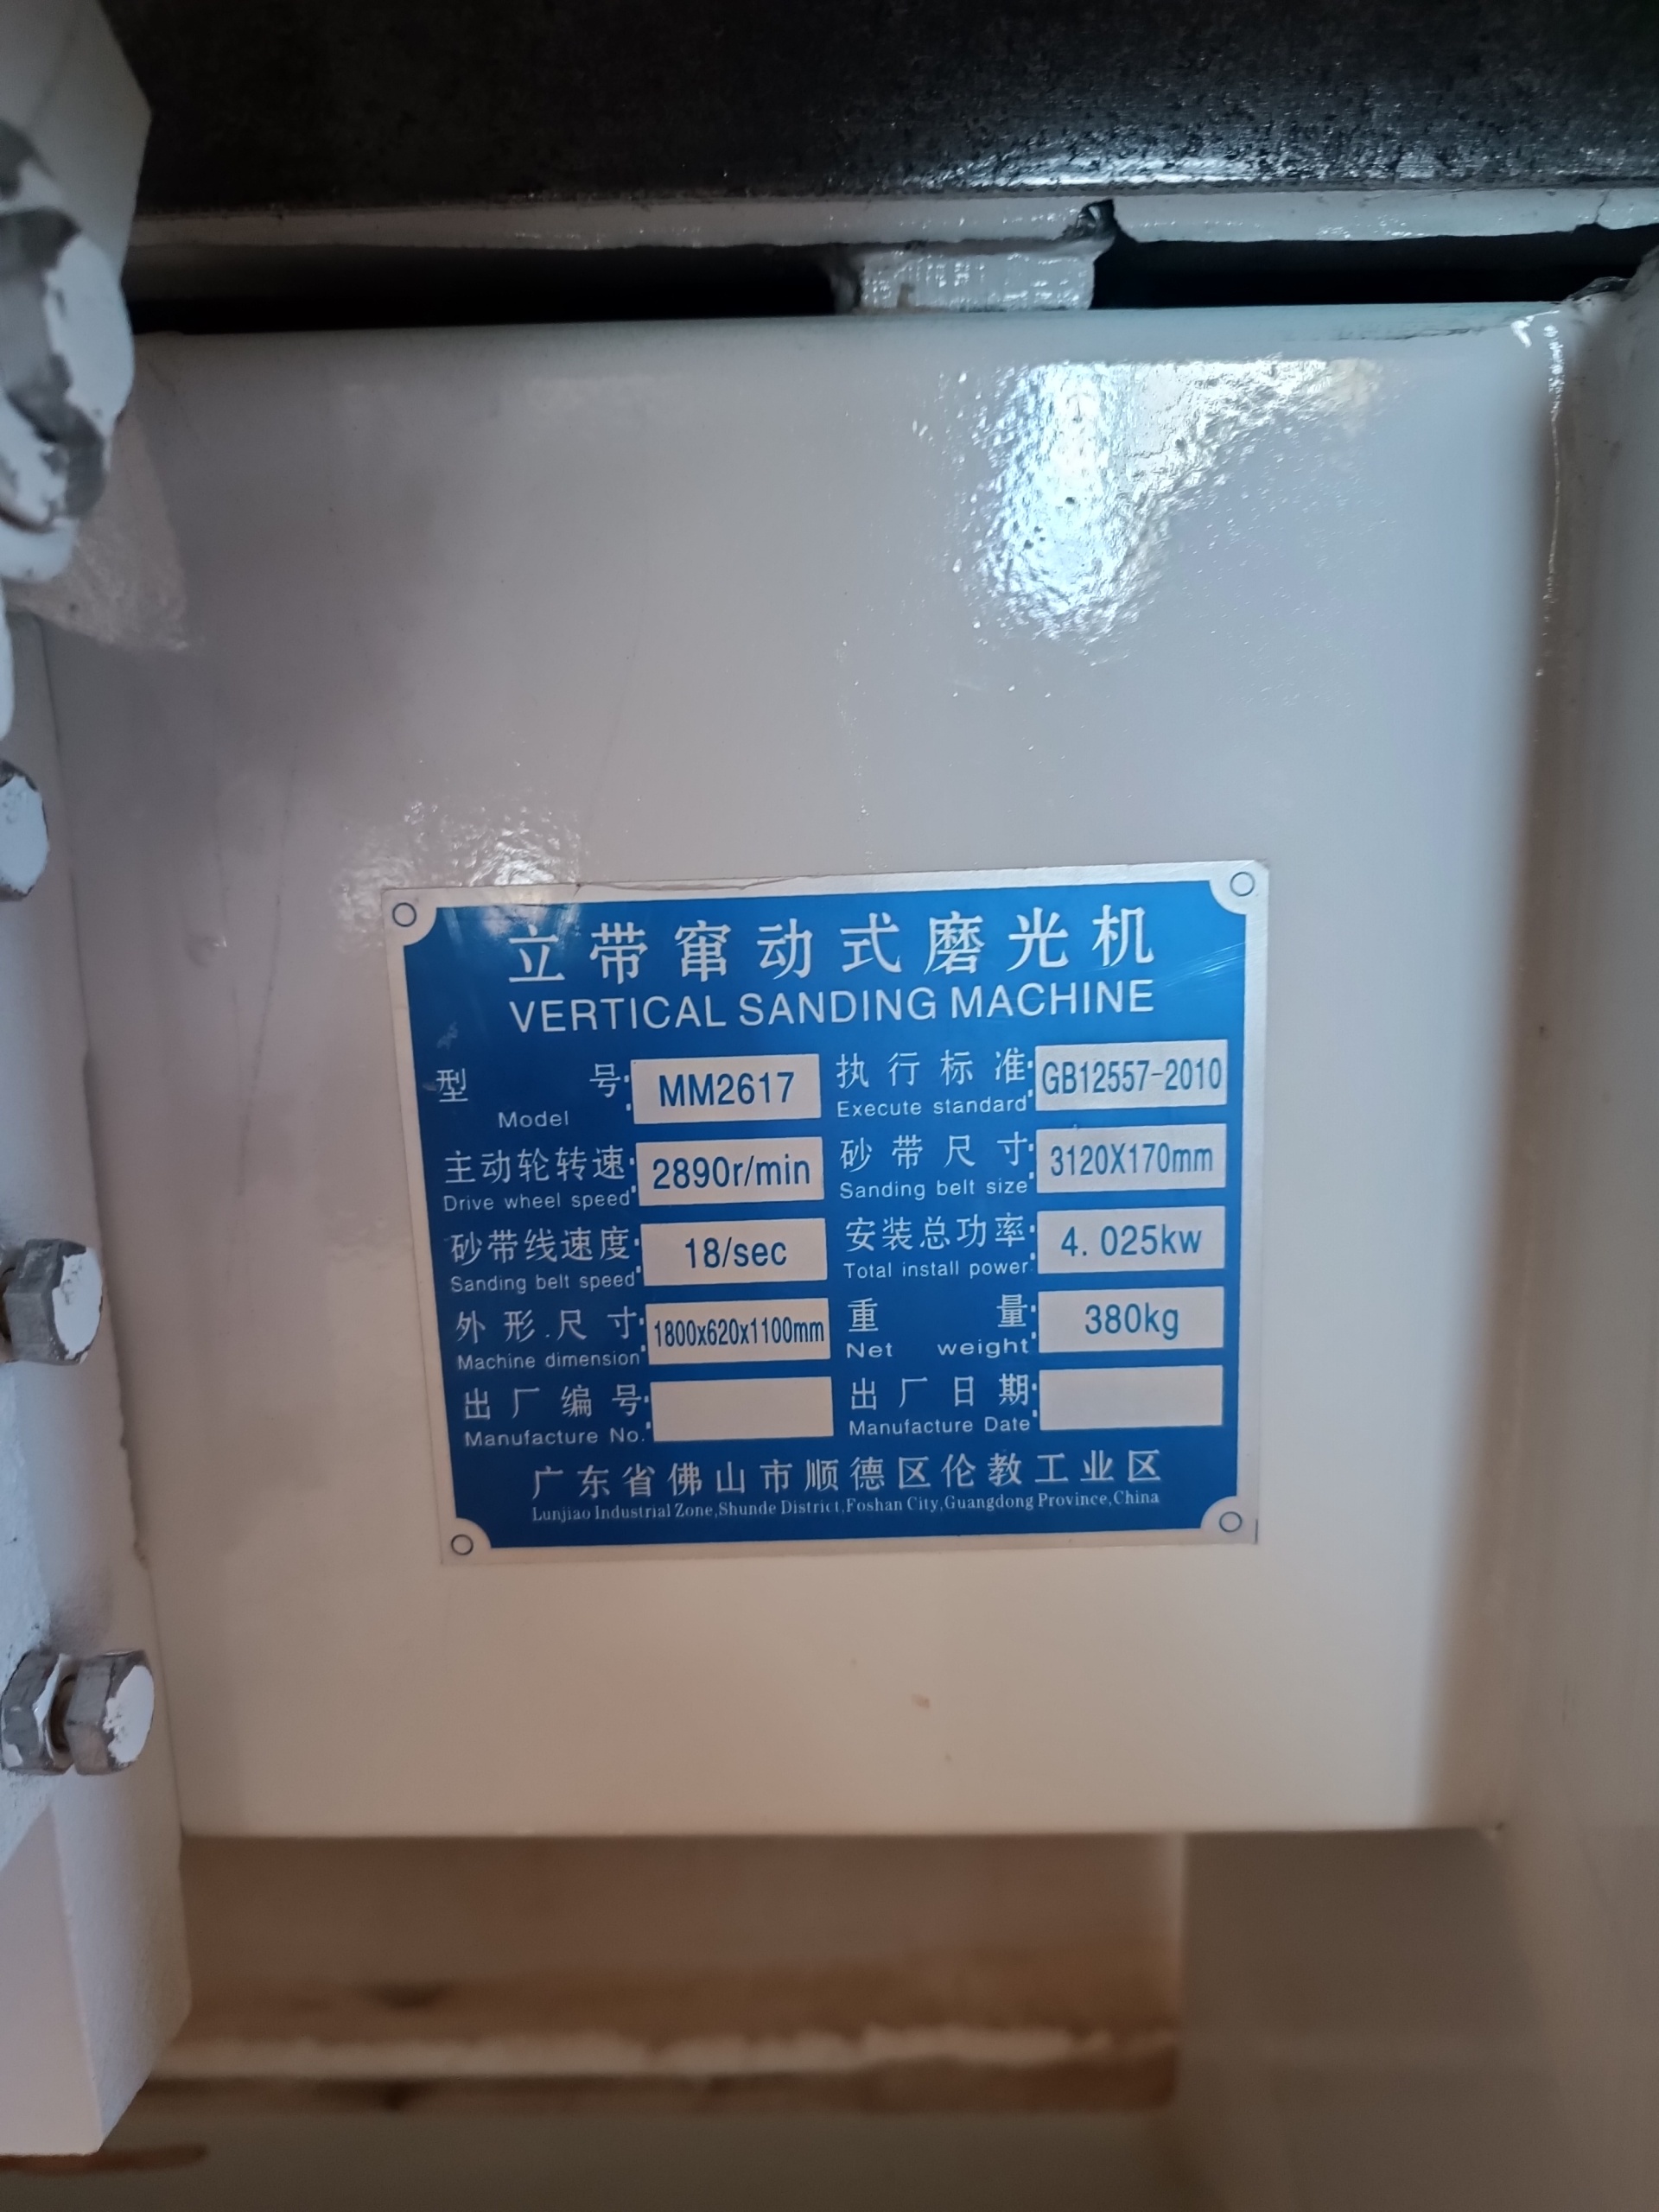 立带窜动式磨光机
VERTICAL SANDING MACHINE
型号: MM2617 执行标准: GB12557-2010
Model Execute standard
主动轮转速: 2890r/min 砂带尺寸: 3120X170mm
Drive wheel speed Sanding belt size
砂带线速度: 18/sec 安装总功率: 4.025kw
Sanding belt speed Total install power
外形.尺寸: 1800x620x1100mm 重量: 380kg
Machine dimension Net weight
出厂编号: 出厂日期:
Manufacture No. Manufacture Date
广东省佛山市顺德区伦教工业区
Lunjiao Industrial Zone,Shunde District,Foshan City,Guangdong Province,China